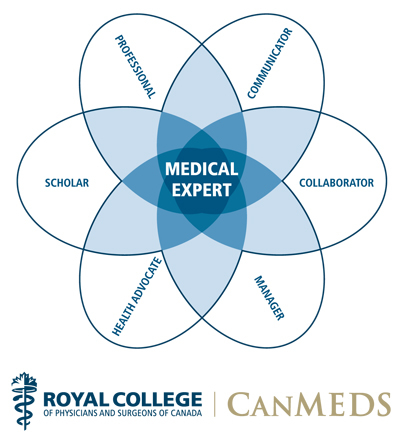 PROFESSIONAL
COMMUNICATOR
SCHOLAR
MEDICAL
EXPERT
COLLABORATOR
HEALTH ADVOCATE
MANAGER
ROYAL COLLEGE
OF PHYSICIANS AND SURGEONS OF CANADA
CANMEDS